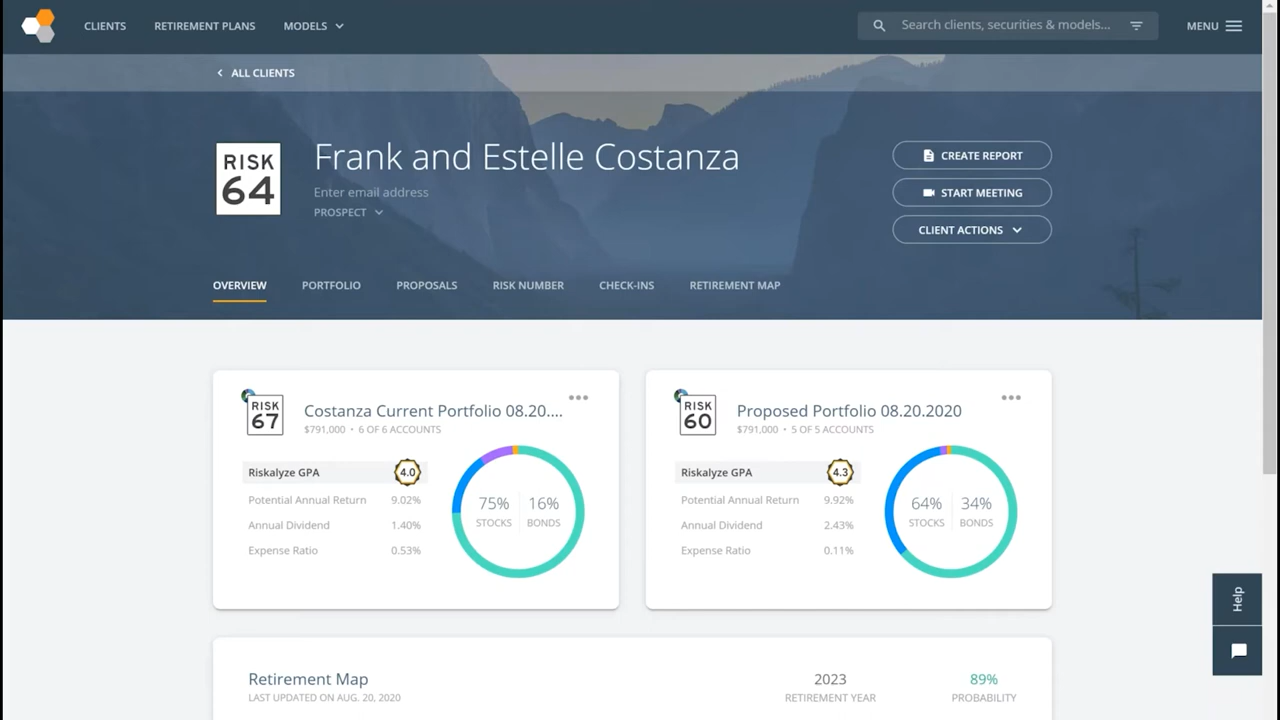 CLIENTS RETIREMENT PLANS MODELS Search clients, securities & models... MENU
ALL CLIENTS
RISK 64
Frank and Estelle Costanza
Enter email address
PROSPECT
CREATE REPORT
START MEETING
CLIENT ACTIONS
OVERVIEW PORTFOLIO PROPOSALS RISK NUMBER CHECK-INS RETIREMENT MAP
RISK 67
Costanza Current Portfolio 08.20....
$791,000 • 6 OF 6 ACCOUNTS
Riskalyze GPA 4.0
Potential Annual Return 9.02%
Annual Dividend 1.40%
Expense Ratio 0.53%
75% STOCKS
16% BONDS
RISK 60
Proposed Portfolio 08.20.2020
$791,000 • 5 OF 5 ACCOUNTS
Riskalyze GPA 4.3
Potential Annual Return 9.92%
Annual Dividend 2.43%
Expense Ratio 0.11%
64% STOCKS
34% BONDS
Help
Retirement Map
LAST UPDATED ON AUG. 20, 2020
2023
RETIREMENT YEAR
89%
PROBABILITY